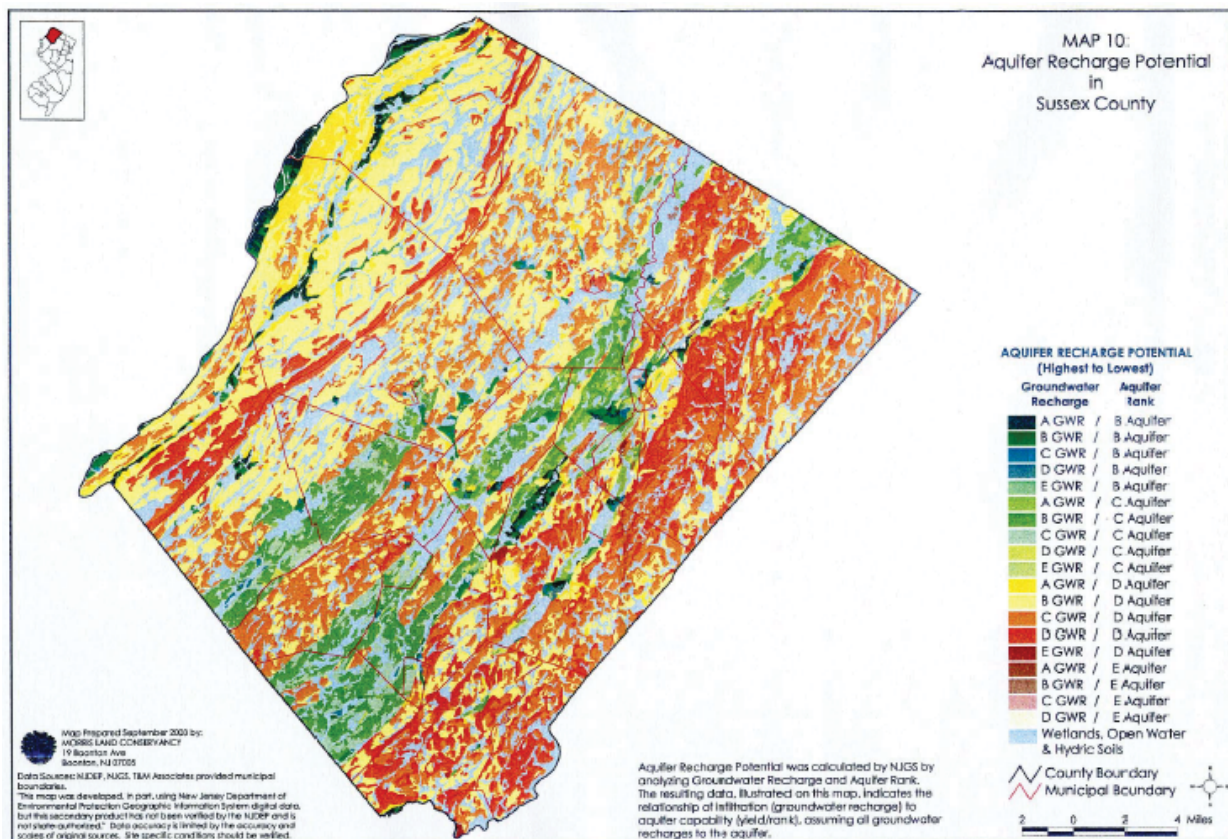 MAP 10:
Aquifer Recharge Potential
in
Sussex County
AQUIFER RECHARGE POTENTIAL
(Highest to Lowest)
Groundwater Aquifer
Recharge Rank
A GWR / B Aquifer
B GWR / B Aquifer
C GWR / B Aquifer
D GWR / B Aquifer
E GWR / B Aquifer
A GWR / C Aquifer
B GWR / C Aquifer
C GWR / C Aquifer
D GWR / C Aquifer
E GWR / C Aquifer
A GWR / D Aquifer
B GWR / D Aquifer
C GWR / D Aquifer
D GWR / D Aquifer
E GWR / D Aquifer
A GWR / E Aquifer
B GWR / E Aquifer
C GWR / E Aquifer
D GWR / E Aquifer
Wetlands, Open Water
& Hydric Soils
County Boundary
Municipal Boundary
2 0 2 4 Miles
Map Prepared September 2003 by:
MORRIS LAND CONSERVANCY
19 Boonton Ave
Boonton, NJ 07005
Data Sources: NJDEP, NJGS, T&M Associates provided municipal
boundaries.
"This map was developed, in part, using New Jersey Department of
Environmental Protection Geographic Information System digital data,
but this secondary product has not been verified by the NJDEP and is
not state-authorized." Data accuracy is limited by the accuracy and
scales of original sources. Site specific conditions should be verified.
Aquifer Recharge Potential was calculated by NJGS by
analyzing Groundwater Recharge and Aquifer Rank.
The resulting data, illustrated on this map, indicates the
relationship of infiltration (groundwater recharge) to
aquifer capability (yield/rank), assuming all groundwater
recharges to the aquifer.